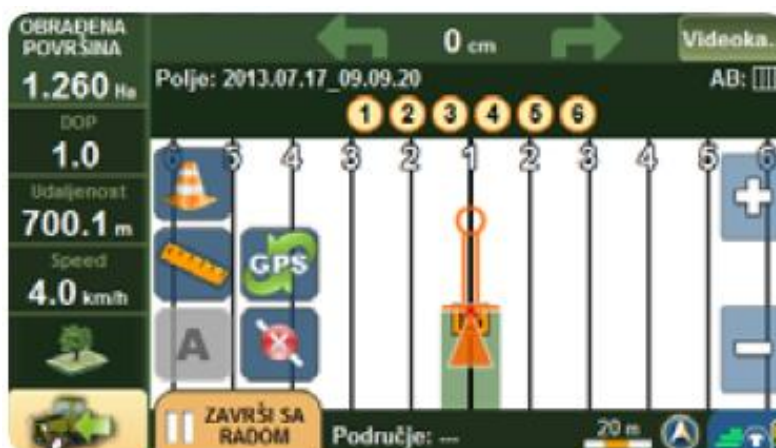 OBRAĐENA
POVRŠINA
1.260 Ha
DOP
1.0
Udaljenost
700.1 m
Speed
4.0 km/h
0 cm
Videoka..
Polje: 2013.07.17_09.09.20
AB:
1 2 3 4 5 6
6 5 4 3 2 1 2 3 4 5 6
GPS
A
ZAVRŠI SA
RADOM
Područje: ---
20 m